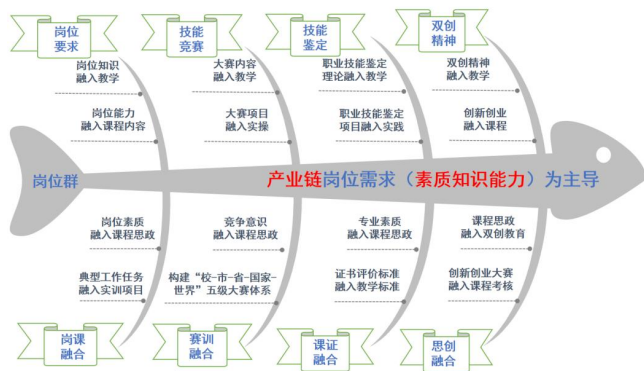 岗位
要求
技能
竞赛
技能
鉴定
双创
精神
岗位知识
融入教学
大赛内容
融入教学
职业技能鉴定
理论融入教学
双创精神
融入教学
岗位能力
融入课程内容
大赛项目
融入实操
职业技能鉴定
项目融入实践
创新创业
融入课程
岗位群
产业链岗位需求（素质知识能力）为主导
岗位素质
融入课程思政
竞争意识
融入课程思政
专业素质
融入课程思政
课程思政
融入双创教育
典型工作任务
融入实训项目
构建“校-市-省-国家-
世界”五级大赛体系
证书评价标准
融入教学标准
创新创业大赛
融入课程考核
岗课
融合
赛训
融合
课证
融合
思创
融合